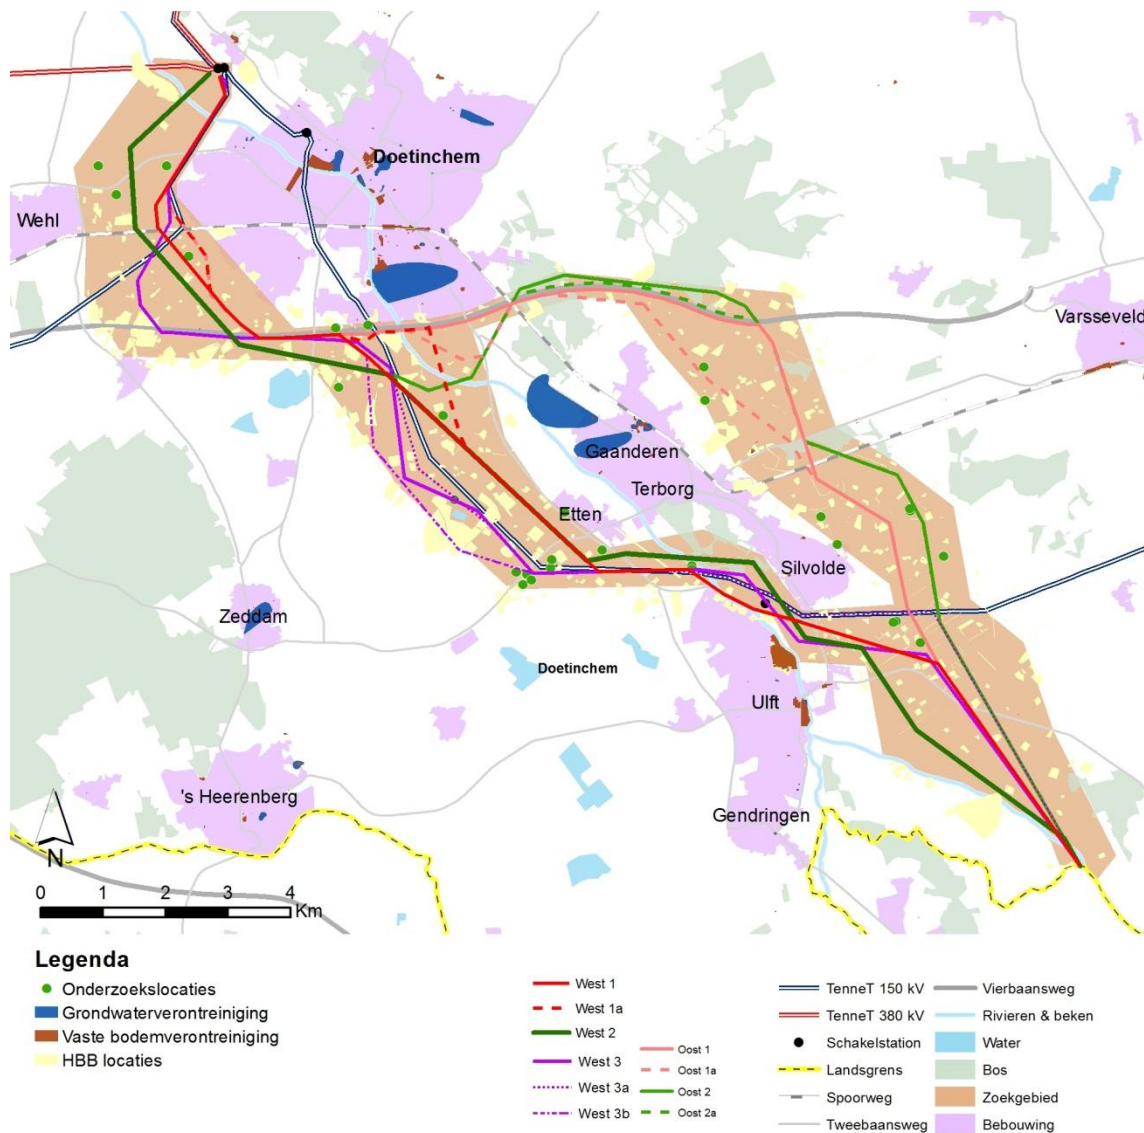 Doetinchem
Wehl
Varsseveld
Gaanderen
Terborg
Etten
Silvolde
Zeddam
Doetinchem
Ulft
's Heerenberg
Gendringen
N
0 1 2 3 4
Km
Legenda
Onderzoekslocaties
Grondwaterverontreiniging
Vaste bodemverontreiniging
HBB locaties
West 1
West 1a
West 2
West 3
West 3a
West 3b
Oost 1
Oost 1a
Oost 2
Oost 2a
TenneT 150 kV
TenneT 380 kV
Schakelstation
Landsgrens
Spoorweg
Tweebaansweg
Vierbaansweg
Rivieren & beken
Water
Bos
Zoekgebied
Bebouwing